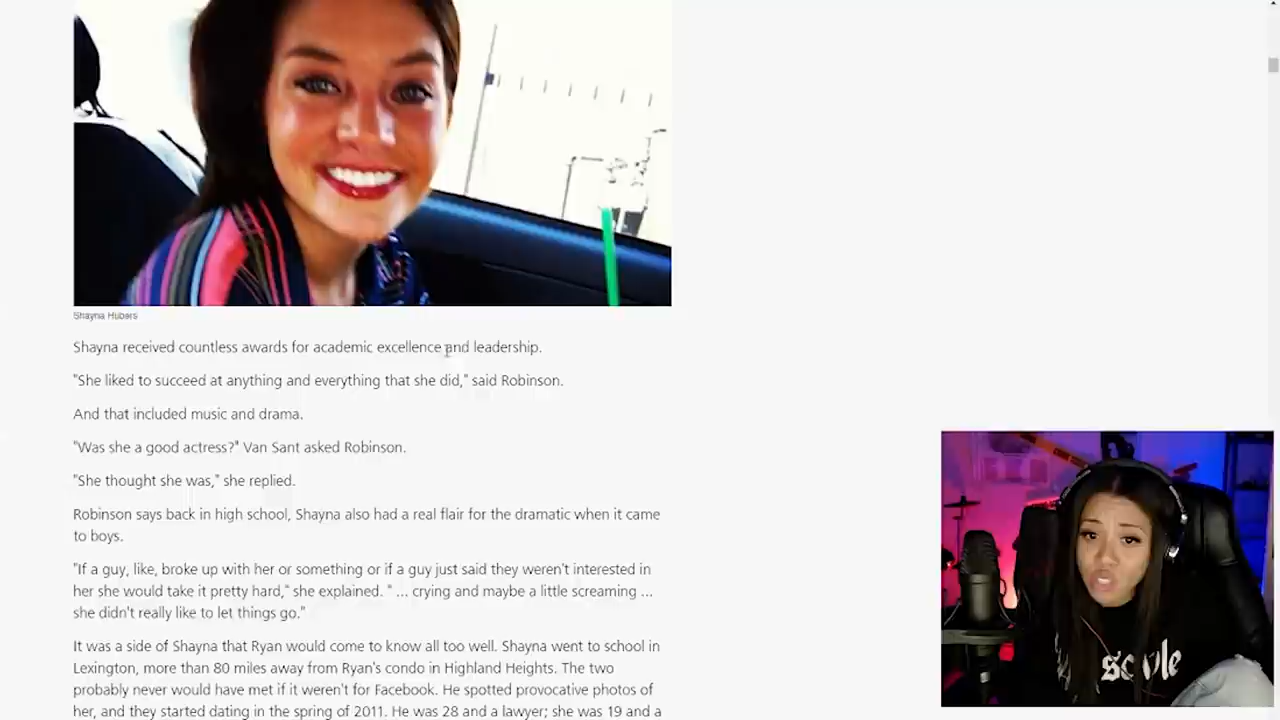 Shayna Hubers
Shayna received countless awards for academic excellence and leadership.
"She liked to succeed at anything and everything that she did," said Robinson.
And that included music and drama.
"Was she a good actress?" Van Sant asked Robinson.
"She thought she was," she replied.
Robinson says back in high school, Shayna also had a real flair for the dramatic when it came
to boys.
"If a guy, like, broke up with her or something or if a guy just said they weren't interested in
her she would take it pretty hard," she explained. " ... crying and maybe a little screaming ...
she didn't really like to let things go."
It was a side of Shayna that Ryan would come to know all too well. Shayna went to school in
Lexington, more than 80 miles away from Ryan's condo in Highland Heights. The two
probably never would have met if it weren't for Facebook. He spotted provocative photos of
her, and they started dating in the spring of 2011. He was 28 and a lawyer; she was 19 and a